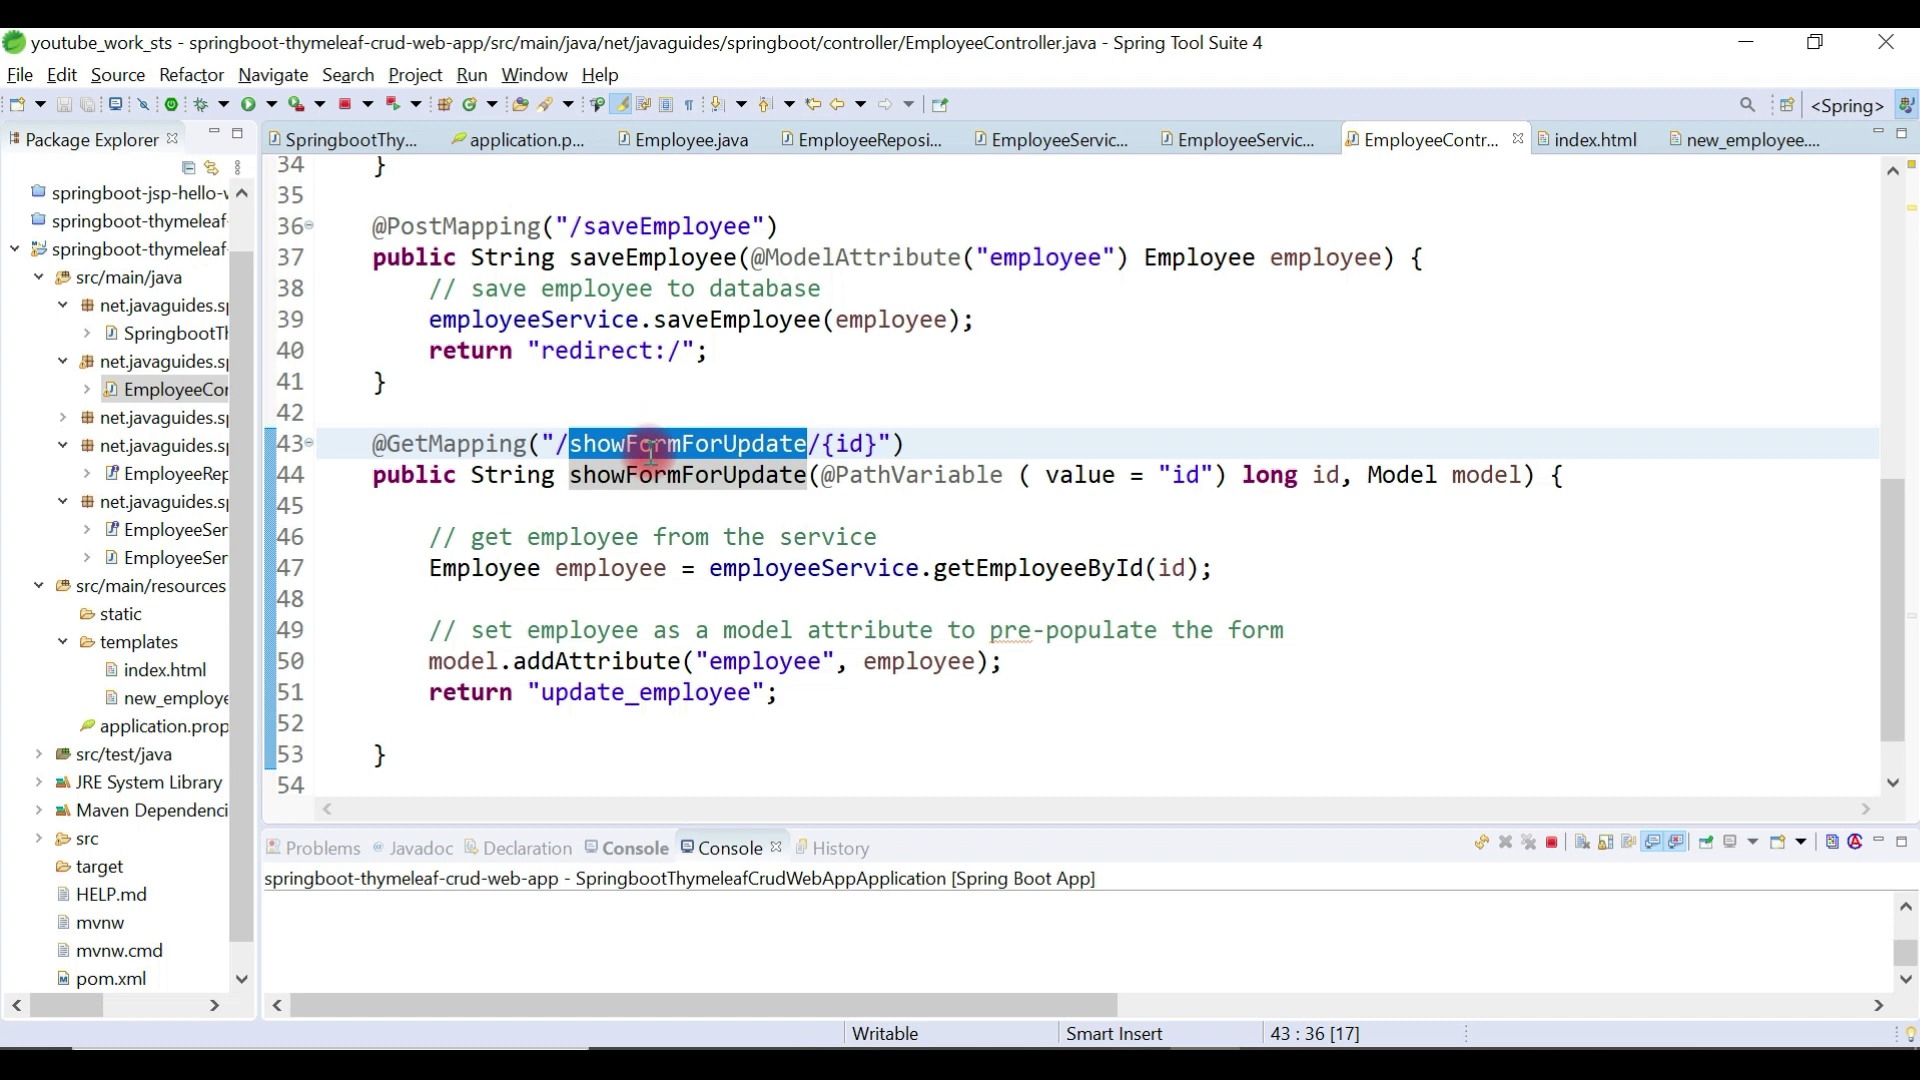 youtube_work_sts - springboot-thymeleaf-crud-web-app/src/main/java/net/javaguides/springboot/controller/EmployeeController.java - Spring Tool Suite 4
File Edit Source Refactor Navigate Search Project Run Window Help
<Spring>
Package Explorer
SpringbootThy... application.p... Employee.java EmployeeReposi... EmployeeServic... EmployeeServic... EmployeeContr... index.html new_employee....
springboot-jsp-hello-w
springboot-thymeleaf-
springboot-thymeleaf-
src/main/java
net.javaguides.sp
SpringbootTh
net.javaguides.sp
EmployeeCon
net.javaguides.sp
net.javaguides.sp
EmployeeRep
net.javaguides.sp
EmployeeSer
EmployeeSer
src/main/resources
static
templates
index.html
new_employe
application.prop
src/test/java
JRE System Library
Maven Dependenci
src
target
HELP.md
mvnw
mvnw.cmd
pom.xml
34 }
35
36 @PostMapping("/saveEmployee")
37 public String saveEmployee(@ModelAttribute("employee") Employee employee) {
38 // save employee to database
39 employeeService.saveEmployee(employee);
40 return "redirect:/";
41 }
42
43 @GetMapping("/showFormForUpdate/{id}")
44 public String showFormForUpdate(@PathVariable ( value = "id") long id, Model model) {
45
46 // get employee from the service
47 Employee employee = employeeService.getEmployeeById(id);
48
49 // set employee as a model attribute to pre-populate the form
50 model.addAttribute("employee", employee);
51 return "update_employee";
52
53 }
54
Problems Javadoc Declaration Console Console History
springboot-thymeleaf-crud-web-app - SpringbootThymeleafCrudWebAppApplication [Spring Boot App]
Writable Smart Insert 43 : 36 [17]